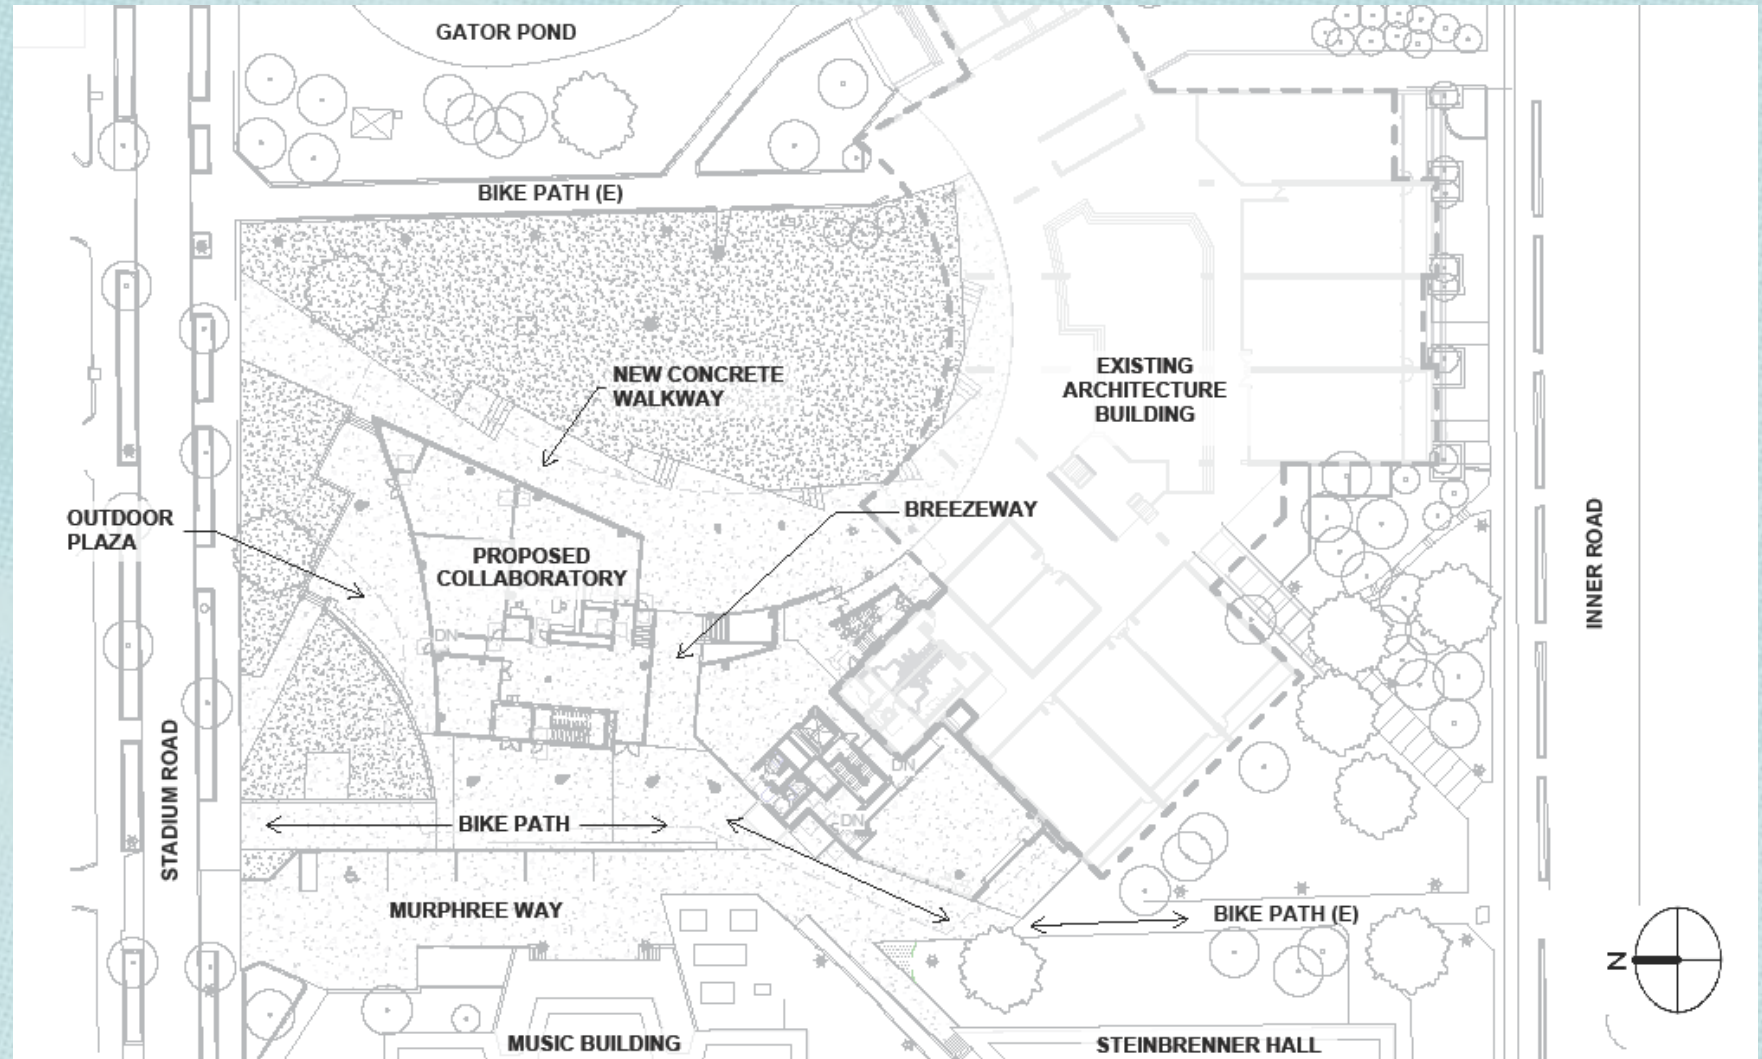 GATOR POND
BIKE PATH (E)
NEW CONCRETE
WALKWAY
EXISTING
ARCHITECTURE
BUILDING
OUTDOOR
PLAZA
BREEZEWAY
PROPOSED
COLLABORATORY
DN
INNER ROAD
STADIUM ROAD
DN
DN
BIKE PATH
MURPHREE WAY
BIKE PATH (E)
N
MUSIC BUILDING
STEINBRENNER HALL